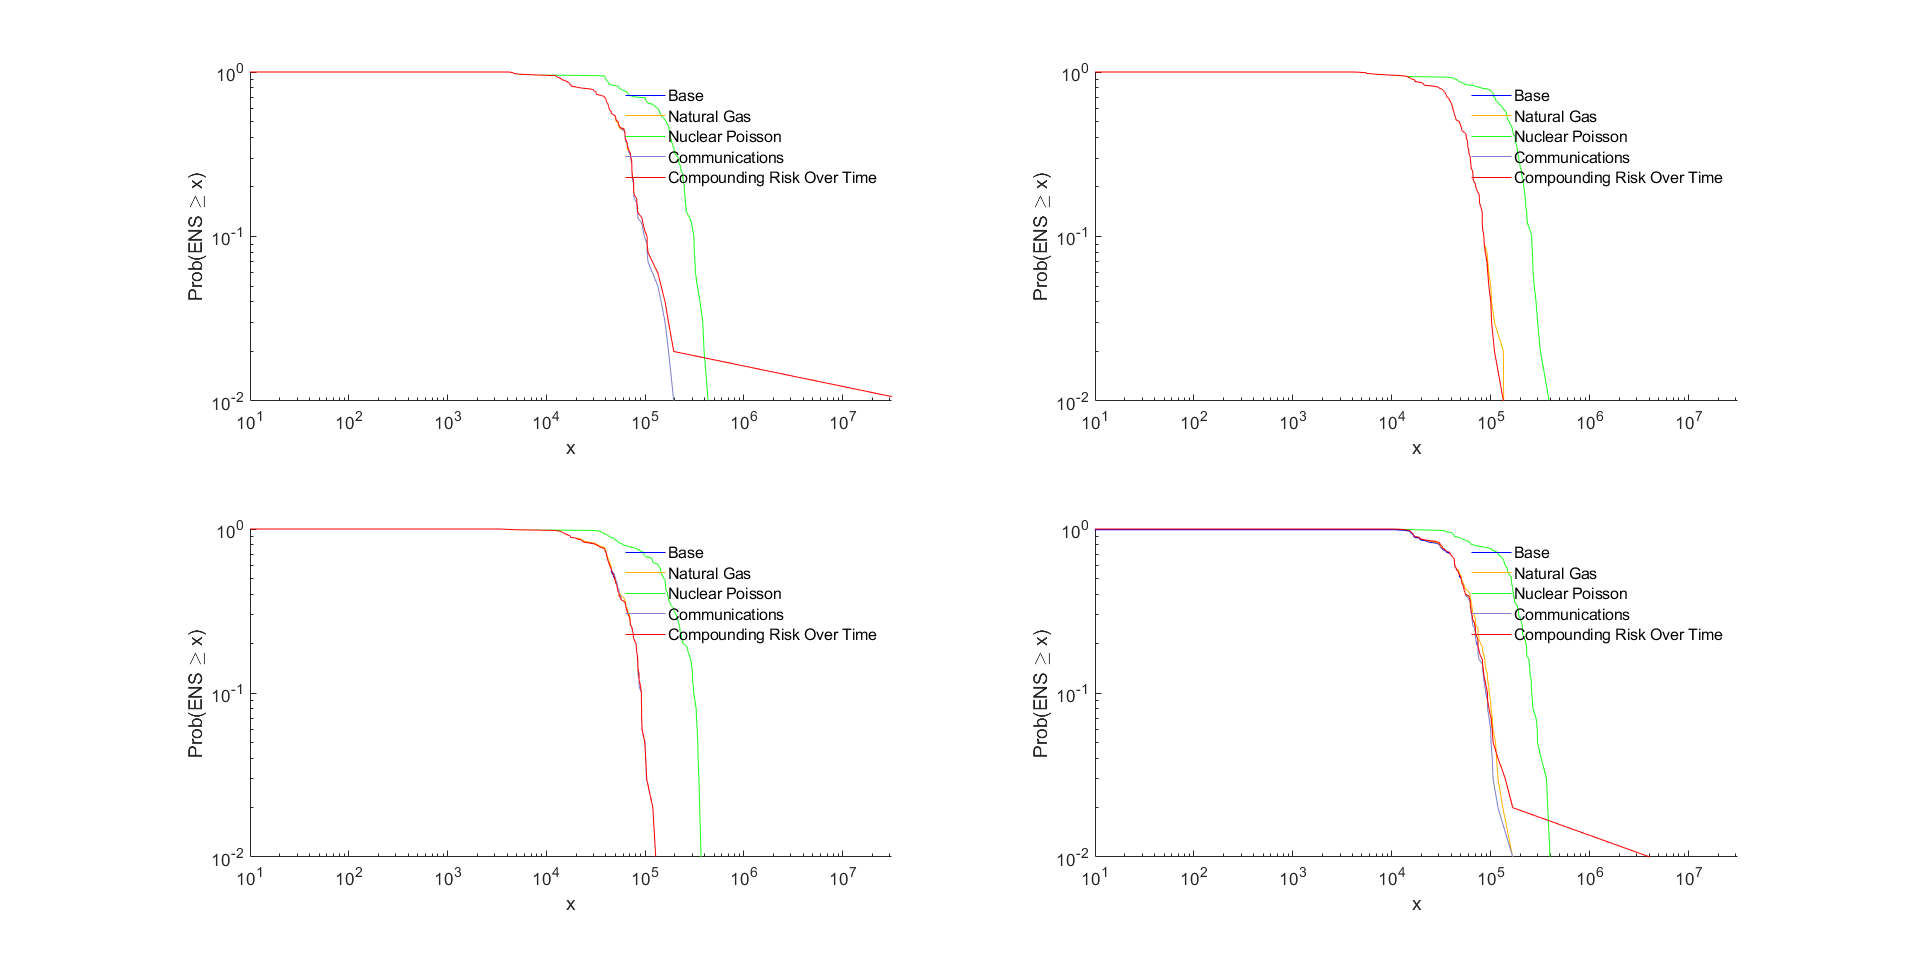 10^0
10^-1
10^-2
Prob(ENS ≥ x)
Base
Natural Gas
Nuclear Poisson
Communications
Compounding Risk Over Time
10^1 10^2 10^3 10^4 10^5 10^6 10^7
x
10^0
10^-1
10^-2
Prob(ENS ≥ x)
Base
Natural Gas
Nuclear Poisson
Communications
Compounding Risk Over Time
10^1 10^2 10^3 10^4 10^5 10^6 10^7
x
10^0
10^-1
10^-2
Prob(ENS ≥ x)
Base
Natural Gas
Nuclear Poisson
Communications
Compounding Risk Over Time
10^1 10^2 10^3 10^4 10^5 10^6 10^7
x
10^0
10^-1
10^-2
Prob(ENS ≥ x)
Base
Natural Gas
Nuclear Poisson
Communications
Compounding Risk Over Time
10^1 10^2 10^3 10^4 10^5 10^6 10^7
x